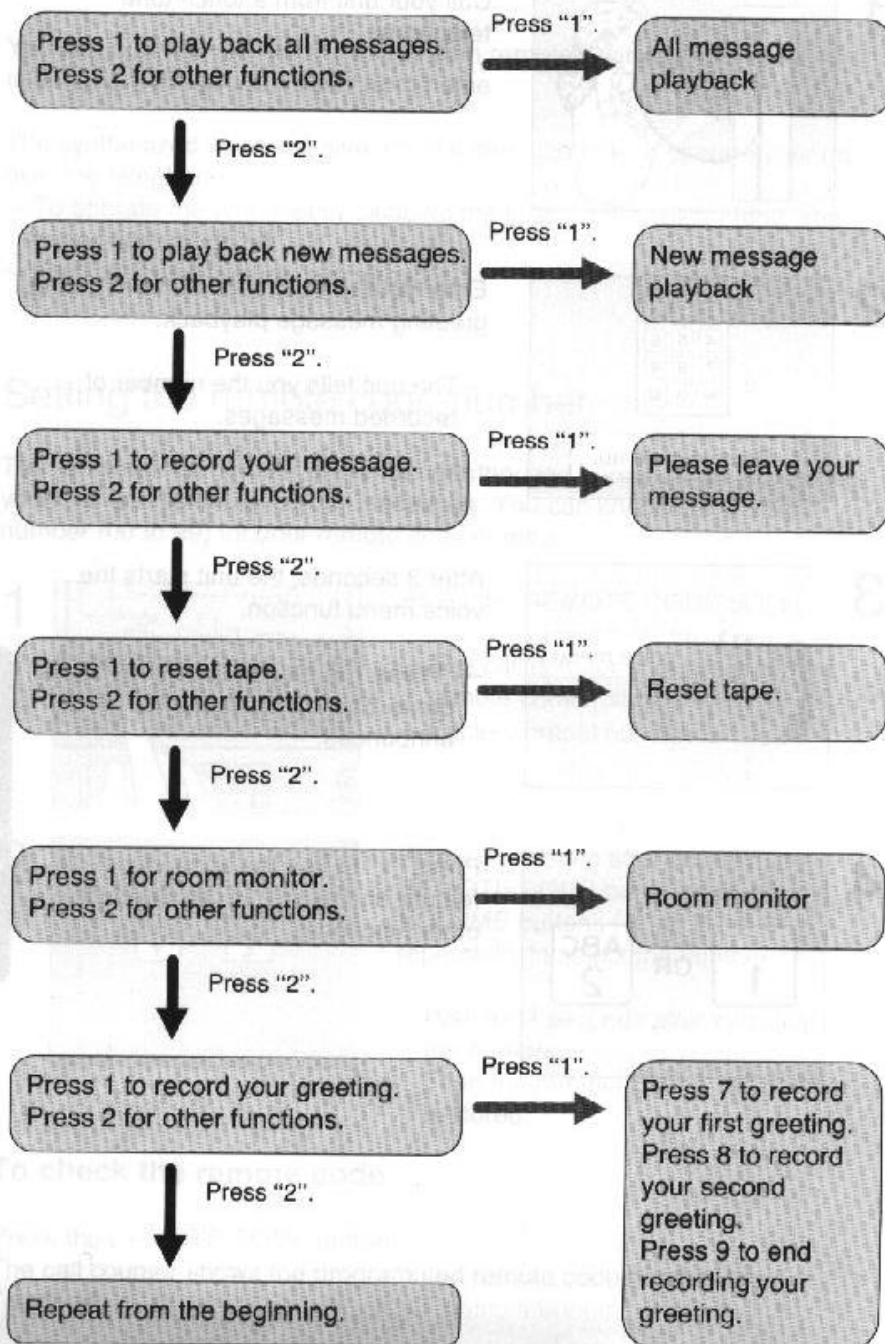 Press 1 to play back all messages.
Press 2 for other functions.
Press "1".
All message
playback
Press "2".
Press 1 to play back new messages.
Press 2 for other functions.
Press "1".
New message
playback
Press "2".
Press 1 to record your message.
Press 2 for other functions.
Press "1".
Please leave your
message.
Press "2".
Press 1 to reset tape.
Press 2 for other functions.
Press "1".
Reset tape.
Press "2".
Press 1 for room monitor.
Press 2 for other functions.
Press "1".
Room monitor
Press "2".
Press 1 to record your greeting.
Press 2 for other functions.
Press "1".
Press 7 to record
your first greeting.
Press 8 to record
your second
greeting.
Press 9 to end
recording your
greeting.
Press "2".
Repeat from the beginning.
To check the remote code